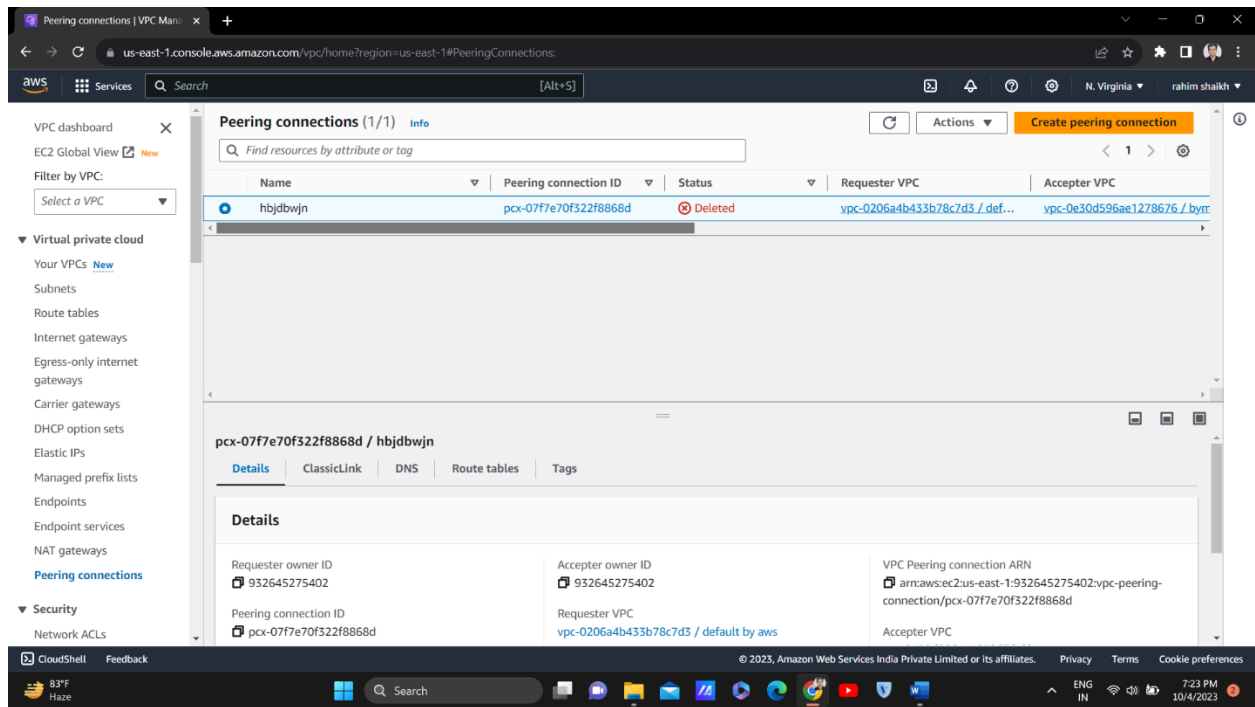 Peering connections | VPC Mana
us-east-1.console.aws.amazon.com/vpc/home?region=us-east-1#PeeringConnections:
aws Services Search [Alt+S] N. Virginia rahim shaikh
VPC dashboard
EC2 Global View New
Filter by VPC:
Select a VPC
Virtual private cloud
Your VPCs New
Subnets
Route tables
Internet gateways
Egress-only internet
gateways
Carrier gateways
DHCP option sets
Elastic IPs
Managed prefix lists
Endpoints
Endpoint services
NAT gateways
Peering connections
Security
Network ACLs
Peering connections (1/1) Info Actions Create peering connection
Find resources by attribute or tag 1
Name Peering connection ID Status Requester VPC Accepter VPC
hbjdbwjn pcx-07f7e70f322f8868d Deleted vpc-0206a4b433b78c7d3 / def... vpc-0e30d596ae1278676 / bym
pcx-07f7e70f322f8868d / hbjdbwjn
Details ClassicLink DNS Route tables Tags
Details
Requester owner ID
932645275402
Peering connection ID
pcx-07f7e70f322f8868d
Accepter owner ID
932645275402
Requester VPC
vpc-0206a4b433b78c7d3 / default by aws
VPC Peering connection ARN
arn:aws:ec2:us-east-1:932645275402:vpc-peering-
connection/pcx-07f7e70f322f8868d
Accepter VPC
CloudShell Feedback © 2023, Amazon Web Services India Private Limited or its affiliates. Privacy Terms Cookie preferences
83°F
Haze
Search
ENG
IN
7:23 PM
10/4/2023
2